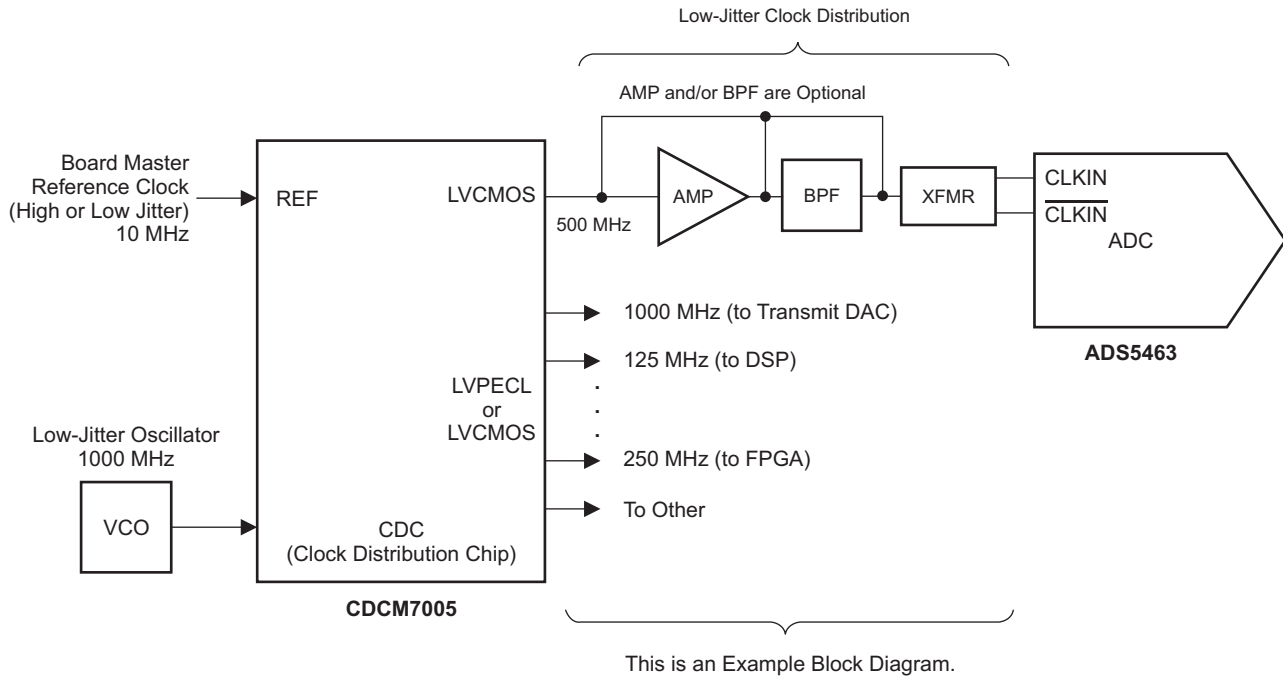 Low-Jitter Clock Distribution
AMP and/or BPF are Optional
Board Master
Reference Clock
(High or Low Jitter)
10 MHz
REF
LVCMOS
500 MHz
AMP
BPF
XFMR
CLKIN
CLKIN
ADC
ADS5463
1000 MHz (to Transmit DAC)
125 MHz (to DSP)
LVPECL
or
LVCMOS
.
.
.
250 MHz (to FPGA)
To Other
Low-Jitter Oscillator
1000 MHz
VCO
CDC
(Clock Distribution Chip)
CDCM7005
This is an Example Block Diagram.